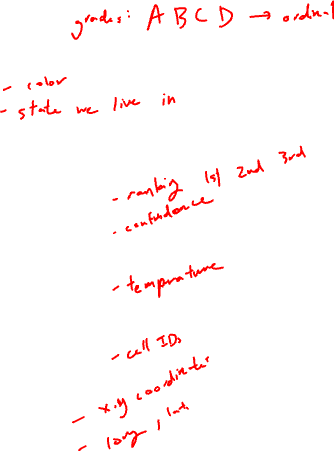 grades: A B C D → ordinal
- color
- state we live in
- ranking 1st 2nd 3rd
- confidence
- temperature
- cell IDs
- x,y coordinates
- long, lat